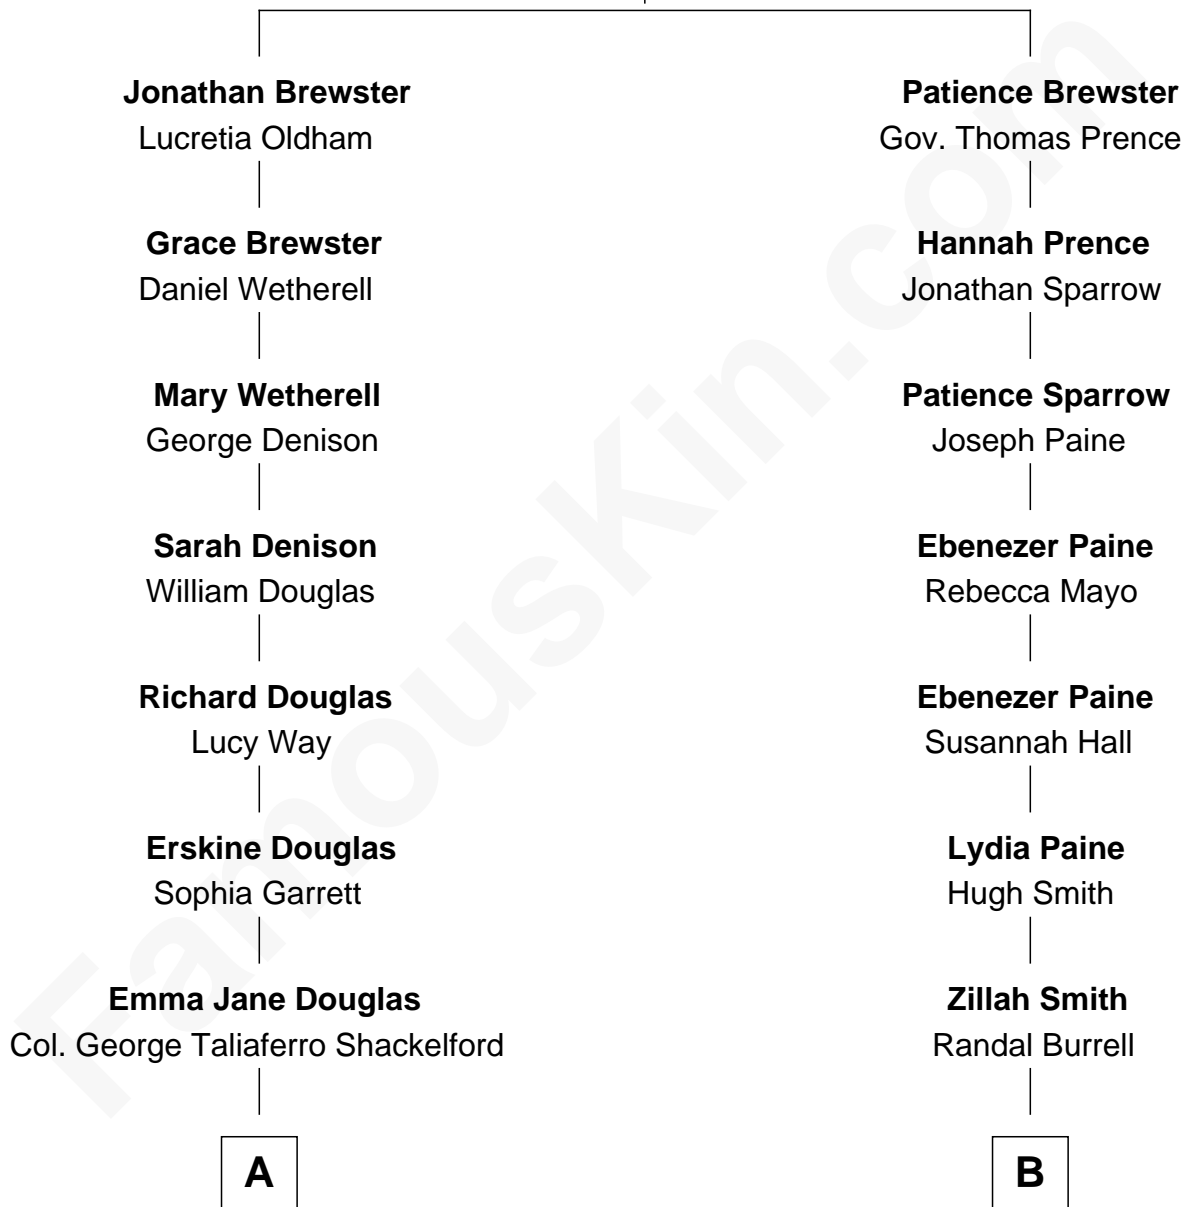 Jonathan Brewster
Lucretia Oldham
Grace Brewster
Daniel Wetherell
Mary Wetherell
George Denison
Sarah Denison
William Douglas
Richard Douglas
Lucy Way
Erskine Douglas
Sophia Garrett
Emma Jane Douglas
Col. George Taliaferro Shackelford
A
Patience Brewster
Gov. Thomas Prence
Hannah Prence
Jonathan Sparrow
Patience Sparrow
Joseph Paine
Ebenezer Paine
Rebecca Mayo
Ebenezer Paine
Susannah Hall
Lydia Paine
Hugh Smith
Zillah Smith
Randal Burrell
B
FamousKin.com